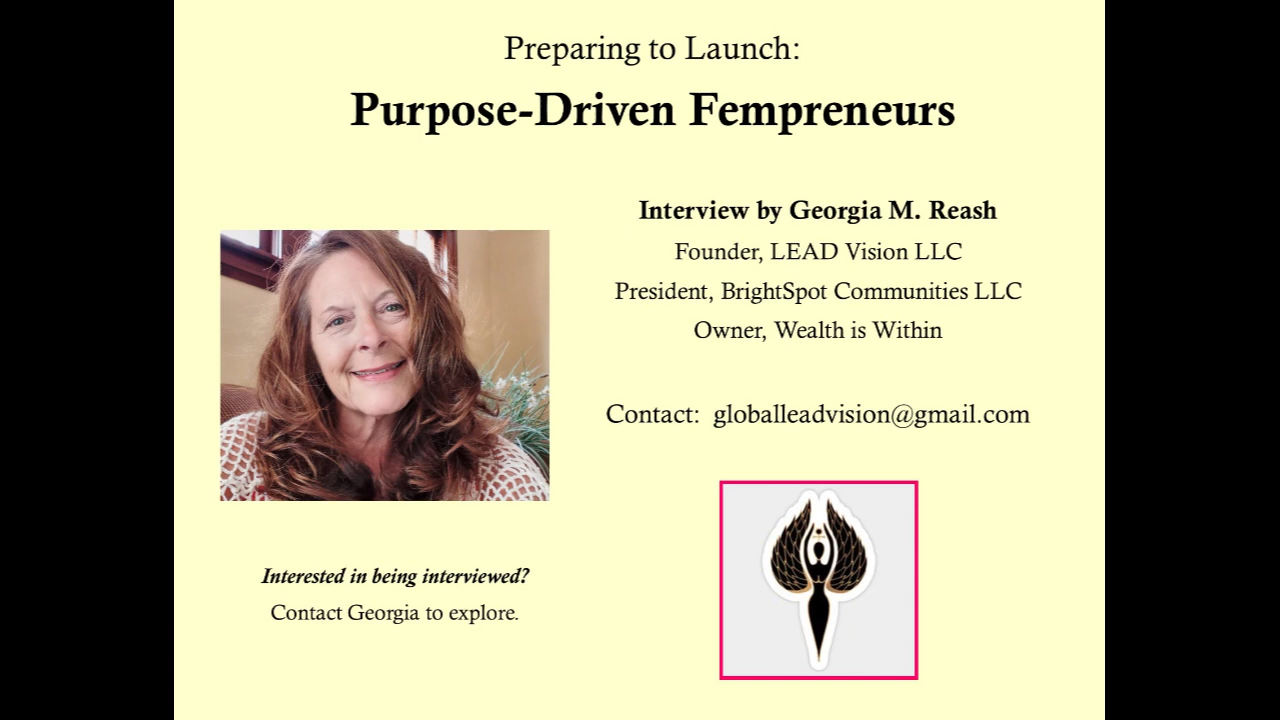 Preparing to Launch:
Purpose-Driven Fempreneurs
Interview by Georgia M. Reash
Founder, LEAD Vision LLC
President, BrightSpot Communities LLC
Owner, Wealth is Within
Contact: globalleadvision@gmail.com
Interested in being interviewed?
Contact Georgia to explore.